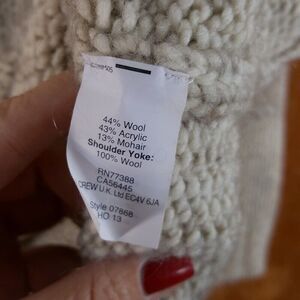 44% Wool
43% Acrylic
13% Mohair
Shoulder Yoke:
100% Wool
RN77388
CA56445
CREW U.K. Ltd EC4V 6JA
Style 07868
HO 13